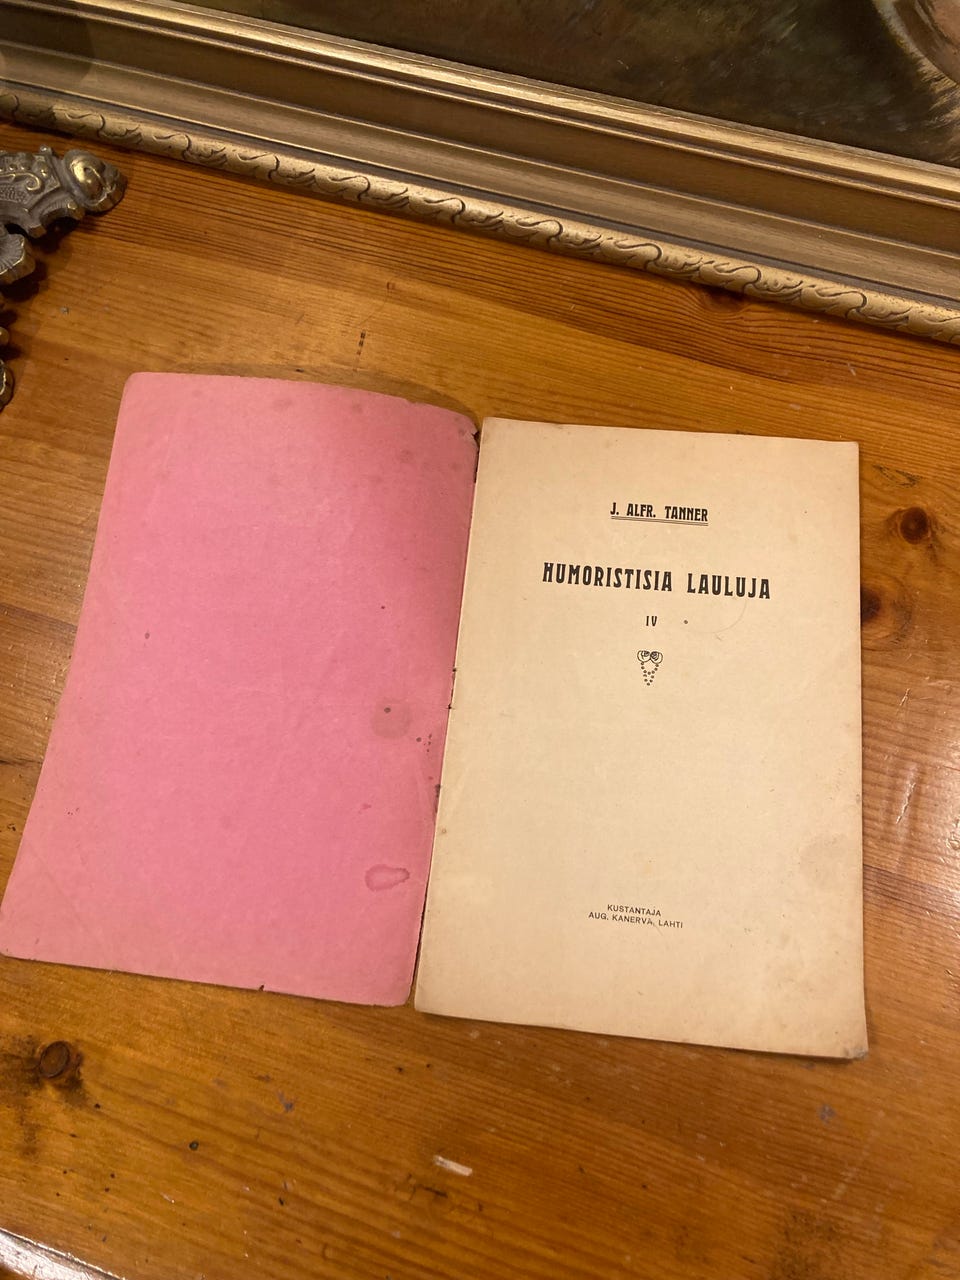 J. ALFR. TANNER
HUMORISTISIA LAULUJA
IV
KUSTANTAJA
AUG. KANERVA, LAHTI